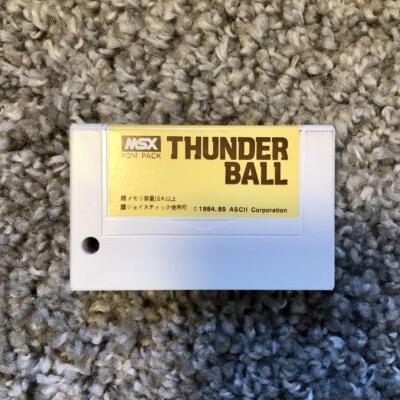 MSX
ROM PACK
THUNDER
BALL
メモリ容量16K以上
ジョイスティック使用可
© 1984, 85 ASCII Corporation